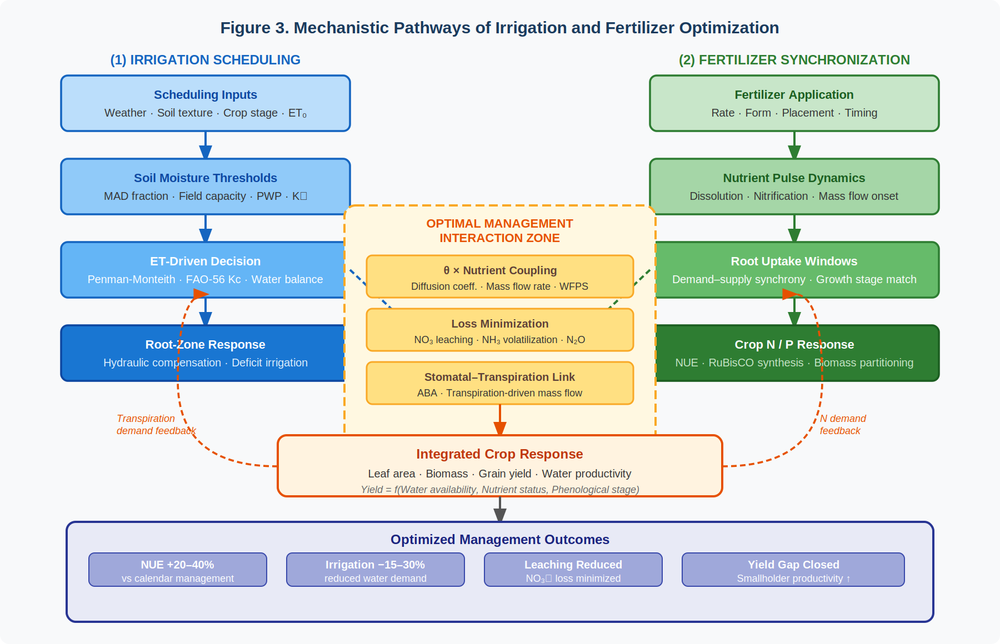 Figure 3. Mechanistic Pathways of Irrigation and Fertilizer Optimization
(1) IRRIGATION SCHEDULING
Scheduling Inputs
Weather · Soil texture · Crop stage · ET₀
Soil Moisture Thresholds
MAD fraction · Field capacity · PWP · K□
ET-Driven Decision
Penman-Monteith · FAO-56 Kc · Water balance
Root-Zone Response
Hydraulic compensation · Deficit irrigation
Transpiration
demand feedback
(2) FERTILIZER SYNCHRONIZATION
Fertilizer Application
Rate · Form · Placement · Timing
Nutrient Pulse Dynamics
Dissolution · Nitrification · Mass flow onset
Root Uptake Windows
Demand–supply synchrony · Growth stage match
Crop N / P Response
NUE · RuBisCO synthesis · Biomass partitioning
N demand
feedback
OPTIMAL MANAGEMENT
INTERACTION ZONE
θ × Nutrient Coupling
Diffusion coeff. · Mass flow rate · WFPS
Loss Minimization
NO₃ leaching · NH₃ volatilization · N₂O
Stomatal–Transpiration Link
ABA · Transpiration-driven mass flow
Integrated Crop Response
Leaf area · Biomass · Grain yield · Water productivity
Yield = f(Water availability, Nutrient status, Phenological stage)
Optimized Management Outcomes
NUE +20–40%
vs calendar management
Irrigation −15–30%
reduced water demand
Leaching Reduced
NO₃□ loss minimized
Yield Gap Closed
Smallholder productivity ↑